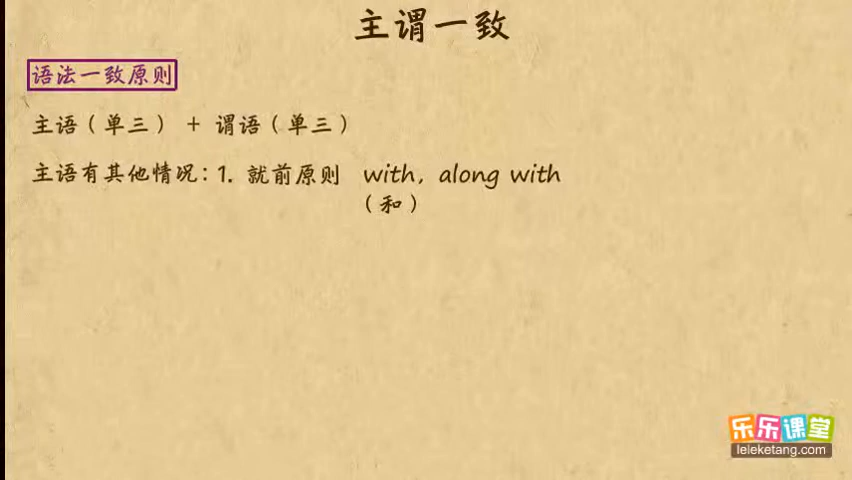 主谓一致
语法一致原则
主语（单三） + 谓语（单三）
主语有其他情况：1. 就前原则 with, along with
（和）
乐乐课堂
leleketang.com